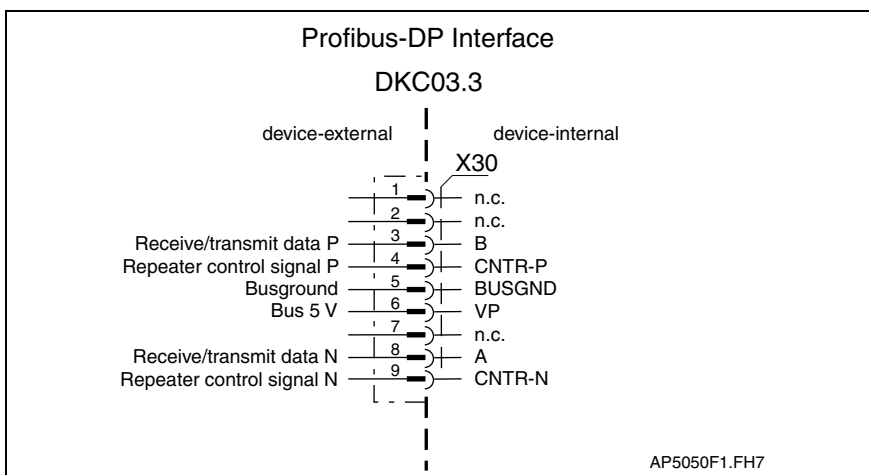 Profibus-DP Interface
DKC03.3
device-external device-internal
X30
1 n.c.
2 n.c.
Receive/transmit data P 3 B
Repeater control signal P 4 CNTR-P
Busground 5 BUSGND
Bus 5 V 6 VP
7 n.c.
Receive/transmit data N 8 A
Repeater control signal N 9 CNTR-N
AP5050F1.FH7